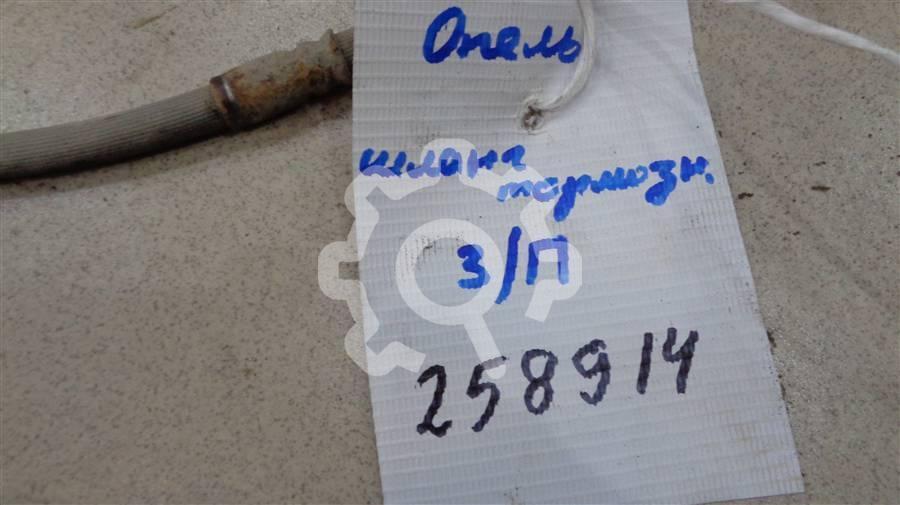 Опель
шланг
тормозн.
З/П
258914